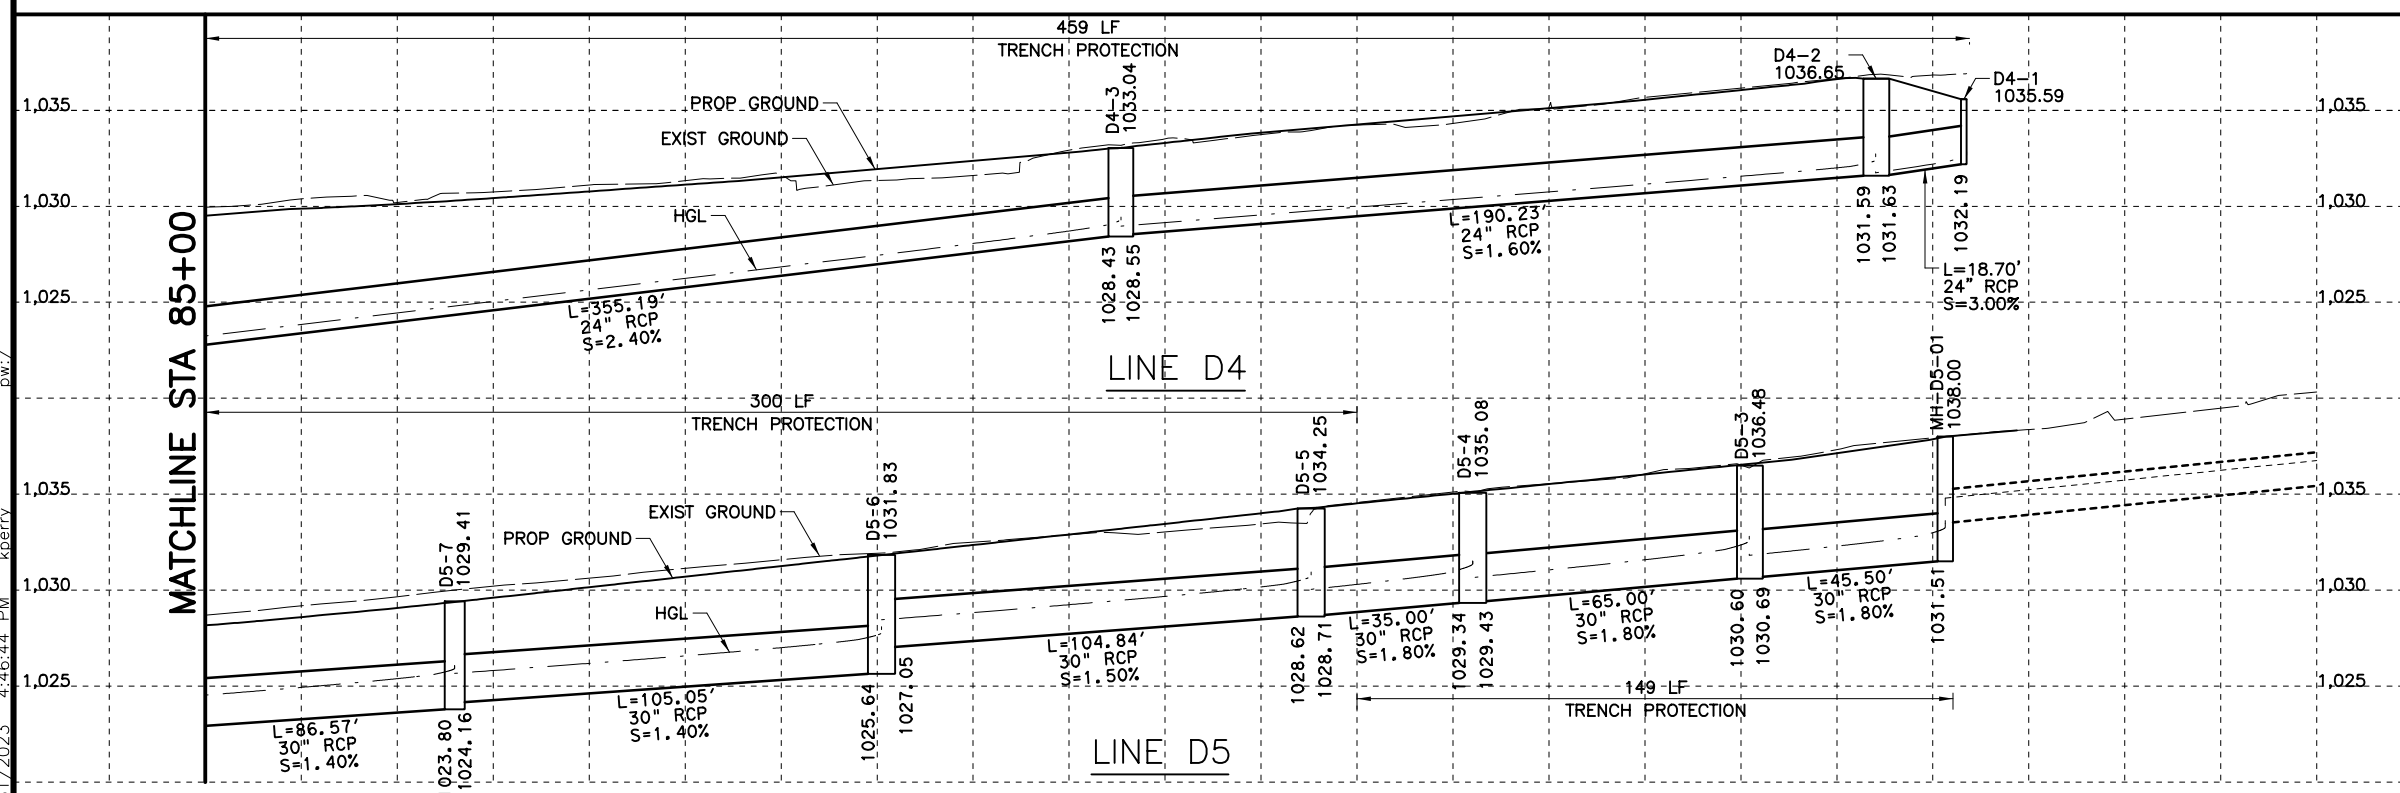 459 LF
TRENCH PROTECTION
D4-2
1036.65
D4-1
1035.59
D4-3
1033.04
PROP GROUND
EXIST GROUND
HGL
1,035
1,035
1,030
1,030
1,025
1,025
1028.43
1028.55
1031.59
1031.63
1032.19
L=190.23'
24" RCP
S=1.60%
L=18.70'
24" RCP
S=3.00%
L=355.19'
24" RCP
S=2.40%
LINE D4
MATCHLINE STA 85+00
300 LF
TRENCH PROTECTION
D5-7
1029.41
D5-6
1031.83
D5-5
1034.25
D5-4
1035.08
D5-3
1036.48
MH-D5-01
1038.00
EXIST GROUND
PROP GROUND
HGL
1,035
1,035
1,030
1,030
1,025
1,025
L=86.57'
30" RCP
S=1.40%
1024.16
L=105.05'
30" RCP
S=1.40%
1025.64
1027.05
L=104.84'
30" RCP
S=1.50%
1028.62
1028.71
L=35.00'
30" RCP
S=1.80%
1029.34
1029.43
L=65.00'
30" RCP
S=1.80%
1030.60
1030.69
L=45.50'
30" RCP
S=1.80%
1031.51
149 LF
TRENCH PROTECTION
LINE D5
4:46:44 PM
kperry
pw:/